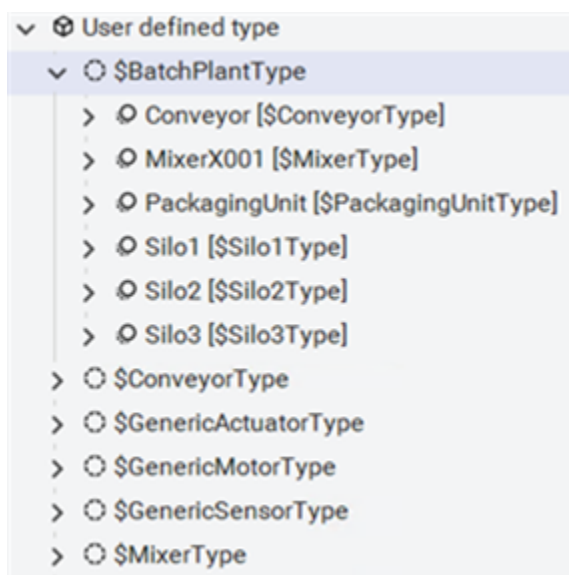 User defined type
$BatchPlantType
Conveyor [$ConveyorType]
MixerX001 [$MixerType]
PackagingUnit [$PackagingUnitType]
Silo1 [$Silo1Type]
Silo2 [$Silo2Type]
Silo3 [$Silo3Type]
$ConveyorType
$GenericActuatorType
$GenericMotorType
$GenericSensorType
$MixerType